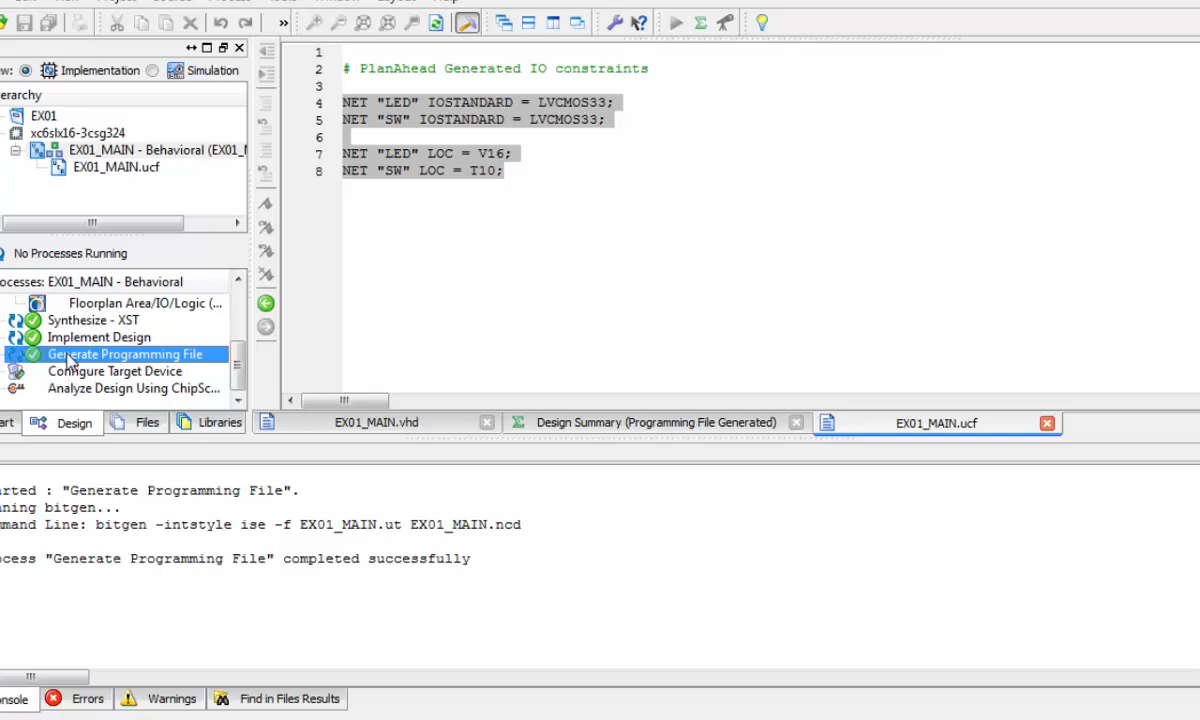 Implementation
Simulation
erarchy
EX01
xc6slx16-3csg324
EX01_MAIN - Behavioral (EX01_
EX01_MAIN.ucf
No Processes Running
ocesses: EX01_MAIN - Behavioral
Floorplan Area/IO/Logic (...
Synthesize - XST
Implement Design
Generate Programming File
Configure Target Device
Analyze Design Using ChipSc...
art
Design
Files
Libraries
1
2 # PlanAhead Generated IO constraints
3
4 NET "LED" IOSTANDARD = LVCMOS33;
5 NET "SW" IOSTANDARD = LVCMOS33;
6
7 NET "LED" LOC = V16;
8 NET "SW" LOC = T10;
EX01_MAIN.vhd
Design Summary (Programming File Generated)
EX01_MAIN.ucf
arted : "Generate Programming File".
ning bitgen...
mmand Line: bitgen -intstyle ise -f EX01_MAIN.ut EX01_MAIN.ncd
ocess "Generate Programming File" completed successfully
onsole
Errors
Warnings
Find in Files Results